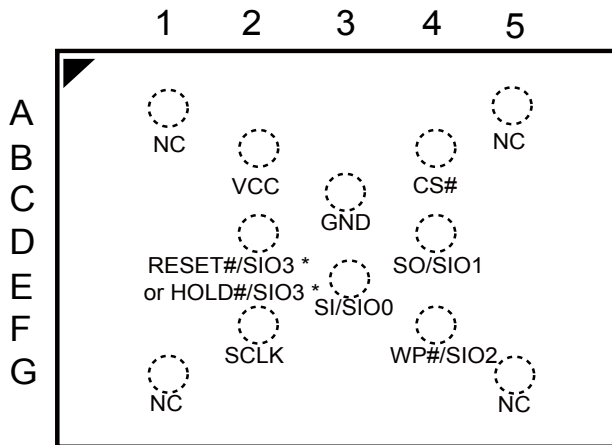 1 2 3 4 5
A
NC NC
B
VCC CS#
C
GND
D
RESET#/SIO3 * SO/SIO1
E
or HOLD#/SIO3 * SI/SIO0
F
SCLK WP#/SIO2
G
NC NC